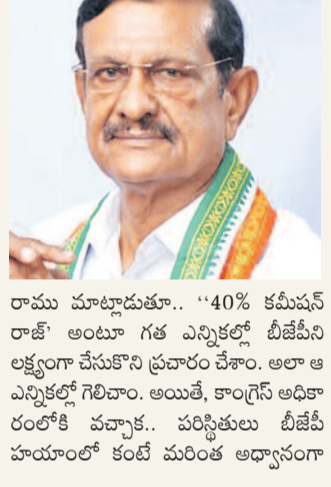 రాము మాట్లాడుతూ.. ‘‘40% కమీషన్
రాజ్’ అంటూ గత ఎన్నికల్లో బీజేపీని
లక్ష్యంగా చేసుకొని ప్రచారం చేశాం. అలా ఆ
ఎన్నికల్లో గెలిచాం. అయితే, కాంగ్రెస్ అధికా
రంలోకి వచ్చాక.. పరిస్థితులు బీజేపీ
హయాంలో కంటే మరింత అధ్వానంగా